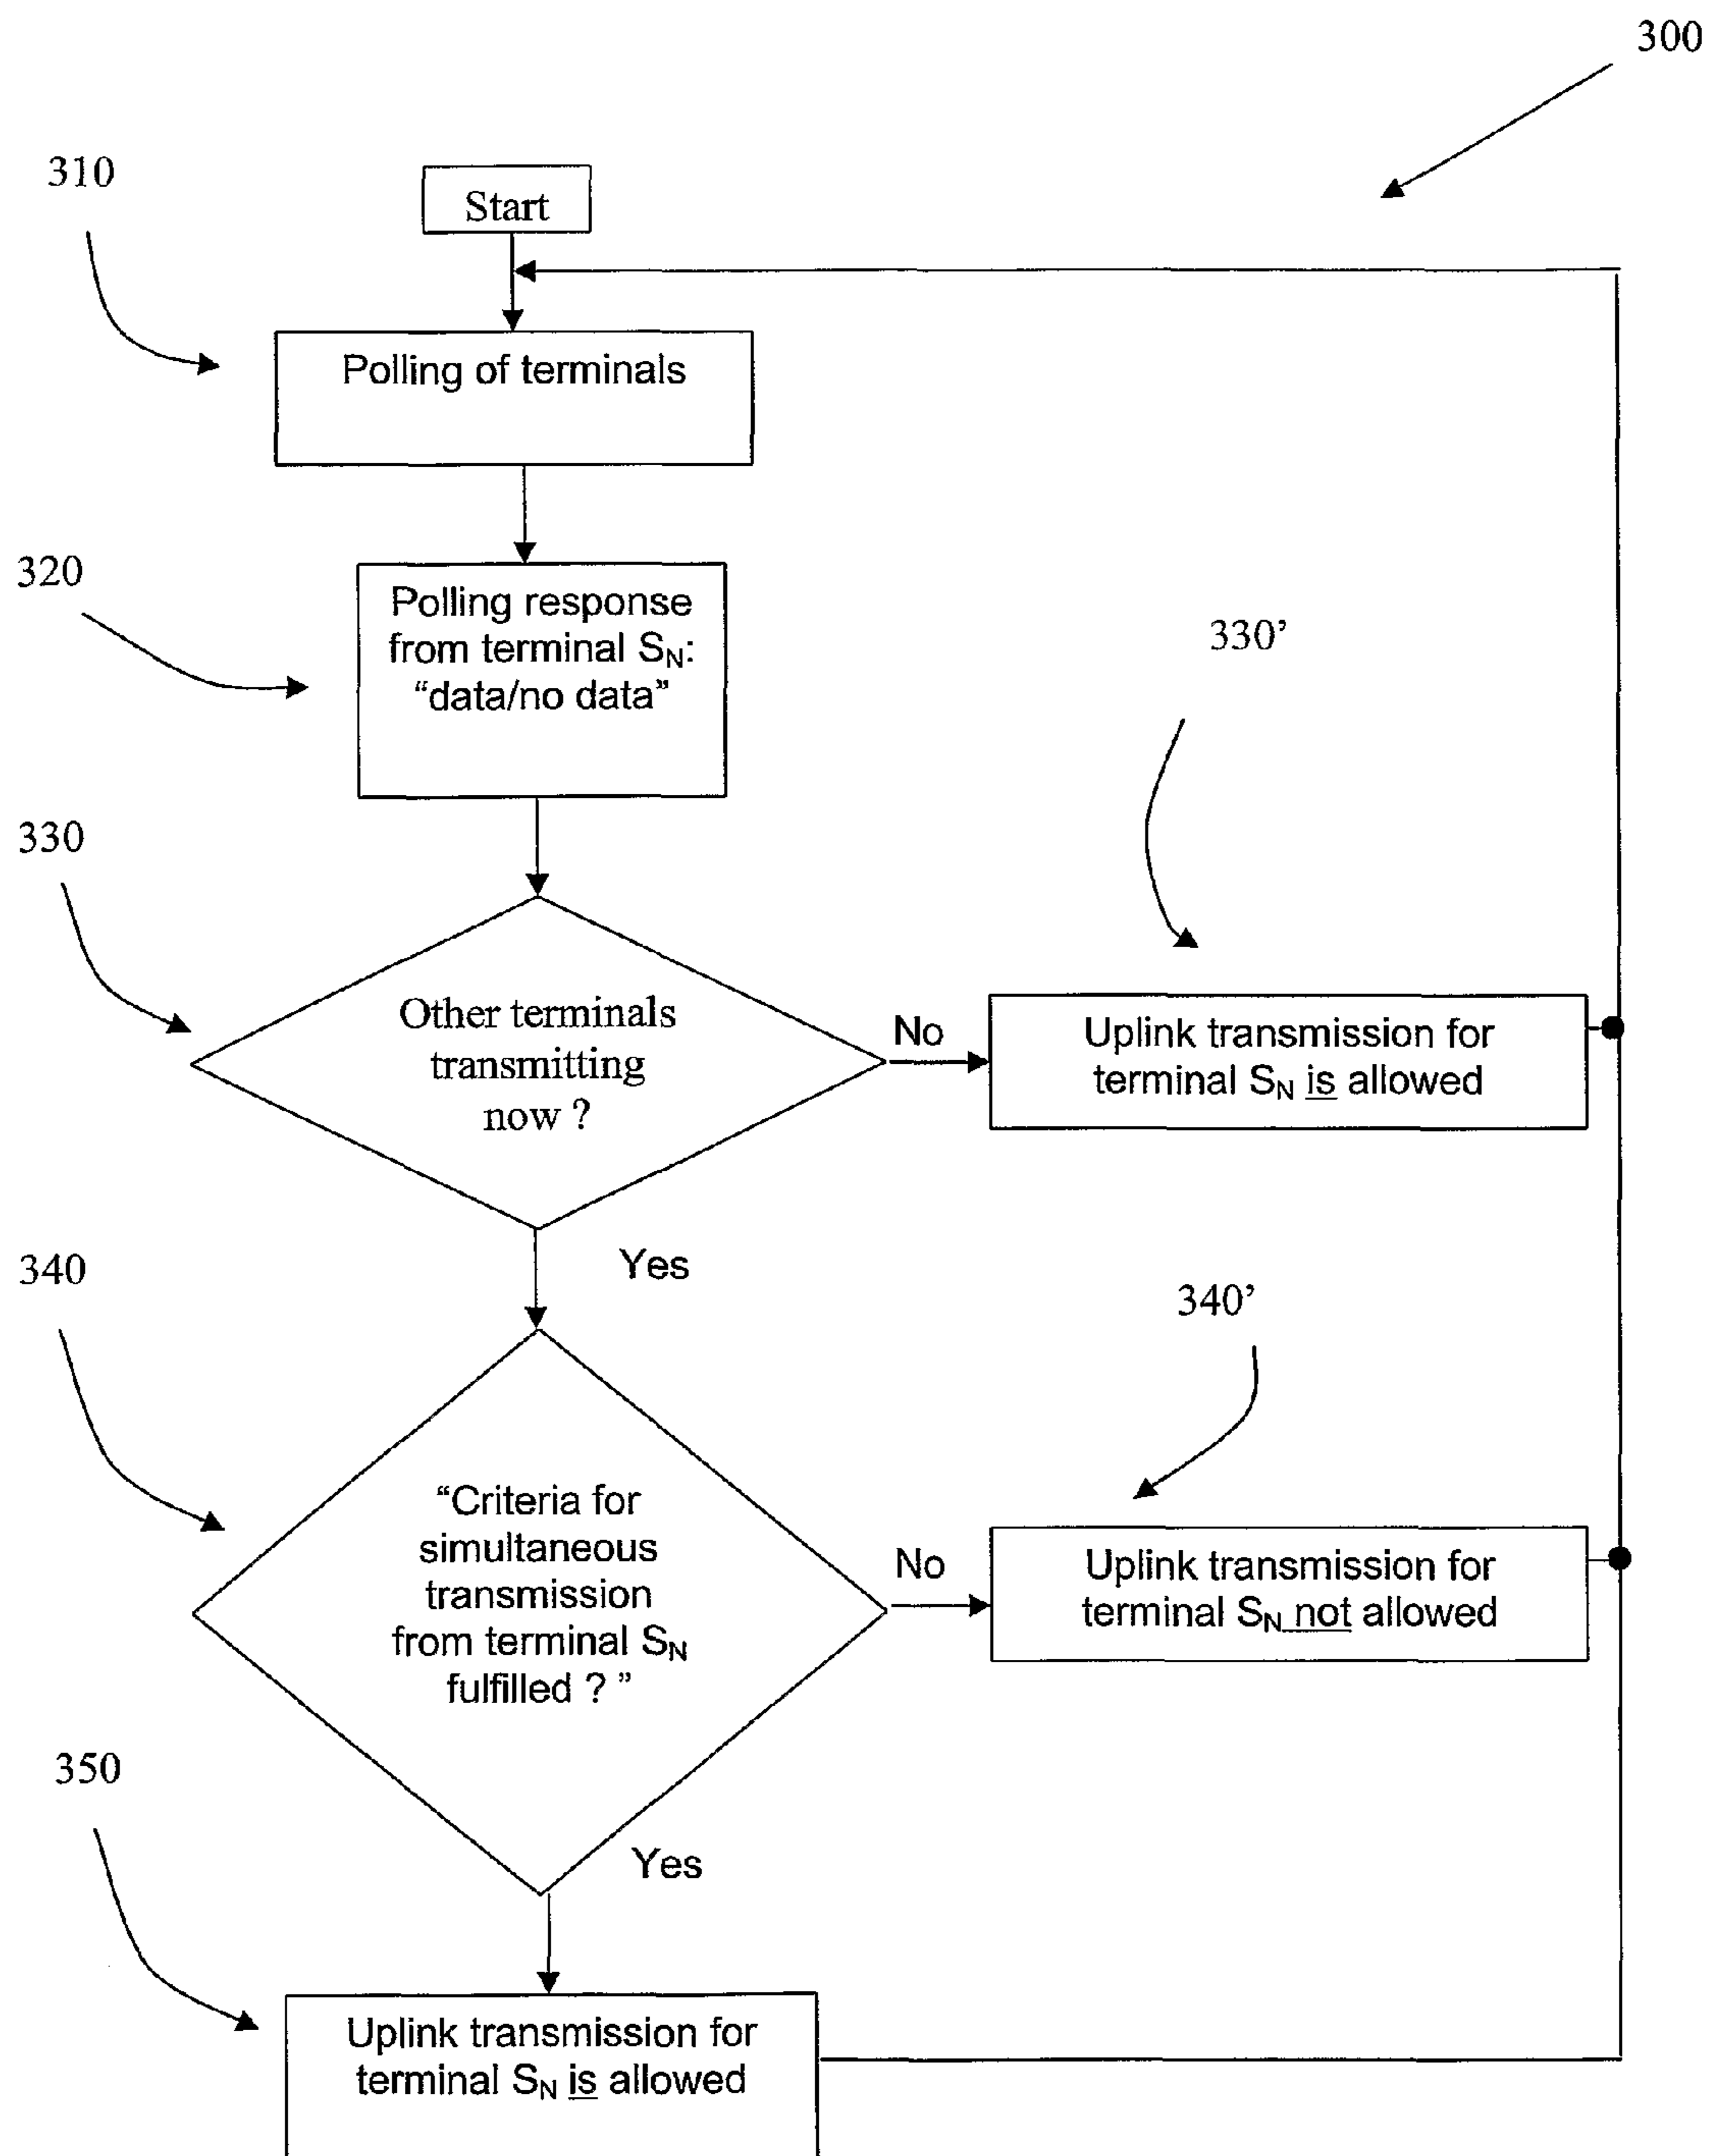 300
310
Start
Polling of terminals
320
Polling response
from terminal SN:
“data/no data”
330’
330
Other terminals
transmitting
now ?
No
Uplink transmission for
terminal SN is allowed
Yes
340
340’
“Criteria for
simultaneous
transmission
from terminal SN
fulfilled ? ”
No
Uplink transmission for
terminal SN not allowed
350
Yes
Uplink transmission for
terminal SN is allowed